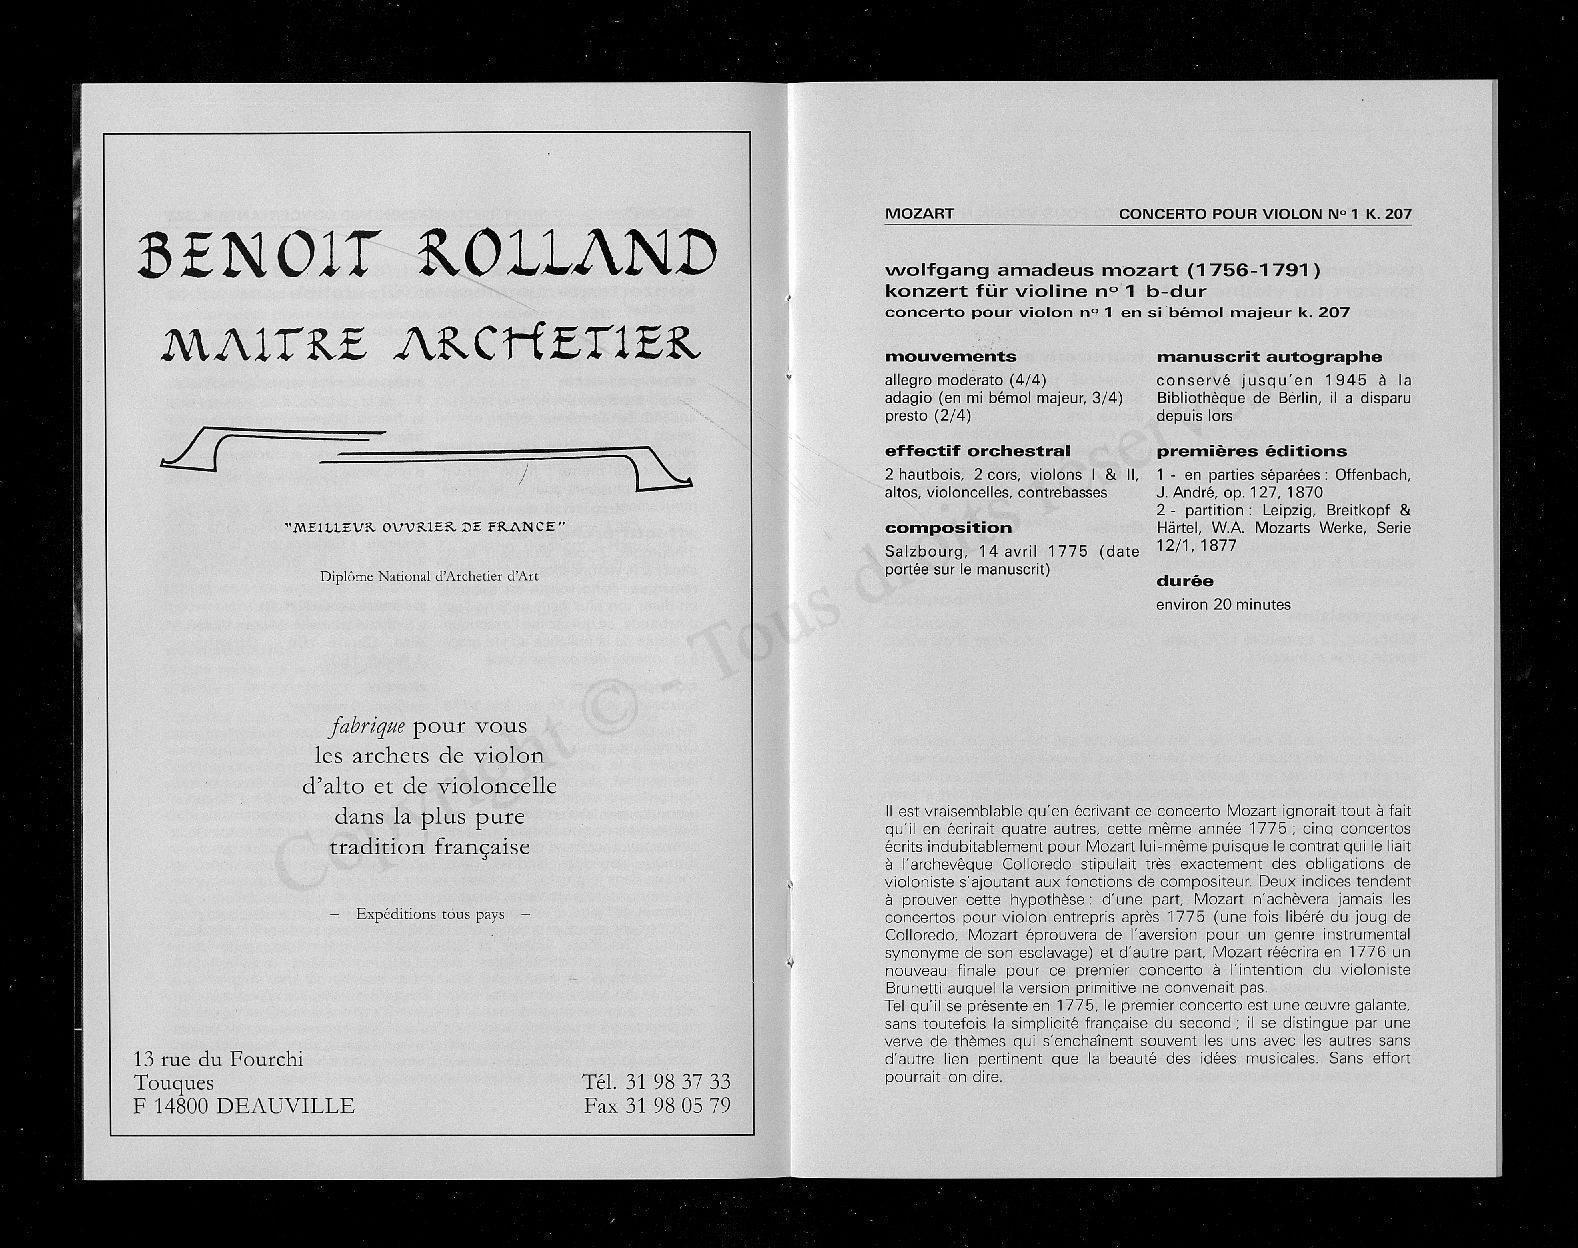 BENOIT ROLLAND
MAITRE ARCHETIER
"MEILLEUR OUVRIER DE FRANCE"
Diplôme National d'Archetier d'Art
fabrique pour vous
les archets de violon
d'alto et de violoncelle
dans la plus pure
tradition française
– Expéditions tous pays –
13 rue du Fourchi
Touques
F 14800 DEAUVILLE
Tél. 31 98 37 33
Fax 31 98 05 79
MOZART CONCERTO POUR VIOLON Nº 1 K. 207
wolfgang amadeus mozart (1756-1791)
konzert für violine nº 1 b-dur
concerto pour violon nº 1 en si bémol majeur k. 207
mouvements
allegro moderato (4/4)
adagio (en mi bémol majeur, 3/4)
presto (2/4)
effectif orchestral
2 hautbois, 2 cors, violons I & II,
altos, violoncelles, contrebasses
composition
Salzbourg, 14 avril 1775 (date
portée sur le manuscrit)
manuscrit autographe
conservé jusqu'en 1945 à la
Bibliothèque de Berlin, il a disparu
depuis lors
premières éditions
1 - en parties séparées : Offenbach,
J. André, op. 127, 1870
2 - partition : Leipzig, Breitkopf &
Härtel, W.A. Mozarts Werke, Serie
12/1, 1877
durée
environ 20 minutes
Il est vraisemblable qu'en écrivant ce concerto Mozart ignorait tout à fait
qu'il en écrirait quatre autres, cette même année 1775 ; cinq concertos
écrits indubitablement pour Mozart lui-même puisque le contrat qui le liait
à l'archevêque Colloredo stipulait très exactement des obligations de
violoniste s'ajoutant aux fonctions de compositeur. Deux indices tendent
à prouver cette hypothèse : d'une part, Mozart n'achèvera jamais les
concertos pour violon entrepris après 1775 (une fois libéré du joug de
Colloredo, Mozart éprouvera de l'aversion pour un genre instrumental
synonyme de son esclavage) et d'autre part, Mozart réécrira en 1776 un
nouveau finale pour ce premier concerto à l'intention du violoniste
Brunetti auquel la version primitive ne convenait pas.
Tel qu'il se présente en 1775, le premier concerto est une œuvre galante,
sans toutefois la simplicité française du second ; il se distingue par une
verve de thèmes qui s'enchaînent souvent les uns avec les autres sans
d'autre lien pertinent que la beauté des idées musicales. Sans effort
pourrait-on dire.
Copyright © - Tous droits réservés